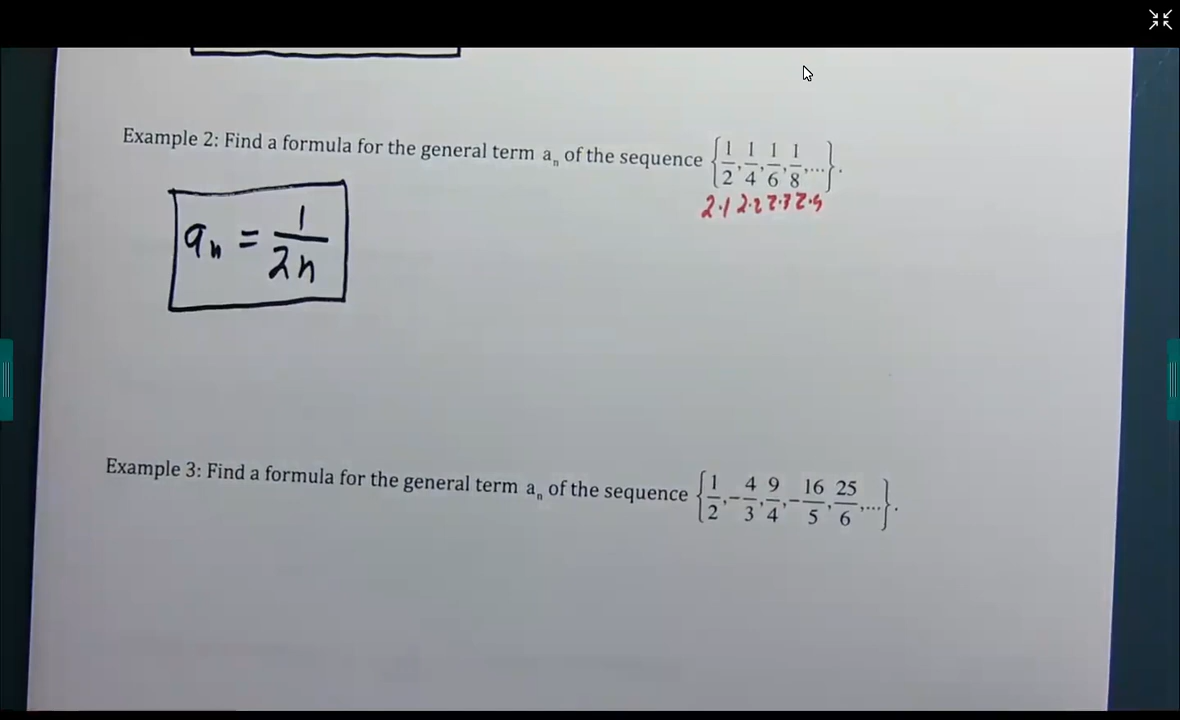 Example 2: Find a formula for the general term aₙ of the sequence {1/2, 1/4, 1/6, 1/8, ...}.
2·1 2·2 2·3 2·4
aₙ = 1/2n
Example 3: Find a formula for the general term aₙ of the sequence {1/2, -4/3, 9/4, -16/5, 25/6, ...}.